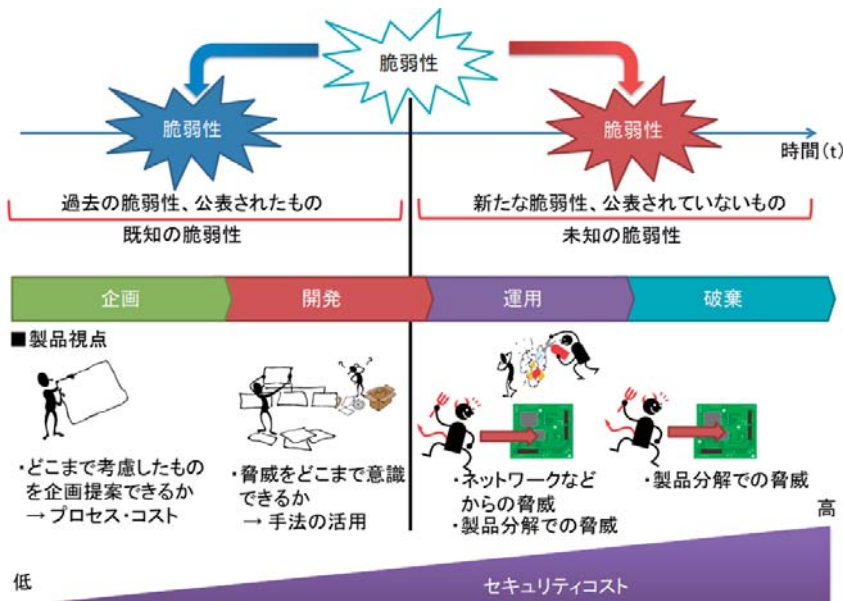 脆弱性
脆弱性
脆弱性
時間(t)
過去の脆弱性、公表されたもの
既知の脆弱性
新たな脆弱性、公表されていないもの
未知の脆弱性
企画
開発
運用
破棄
■製品視点
・どこまで考慮したもの
を企画提案できるか
→ プロセス・コスト
・脅威をどこまで意識
できるか
→ 手法の活用
・ネットワークなど
からの脅威
・製品分解での脅威
・製品分解での脅威
低
高
セキュリティコスト